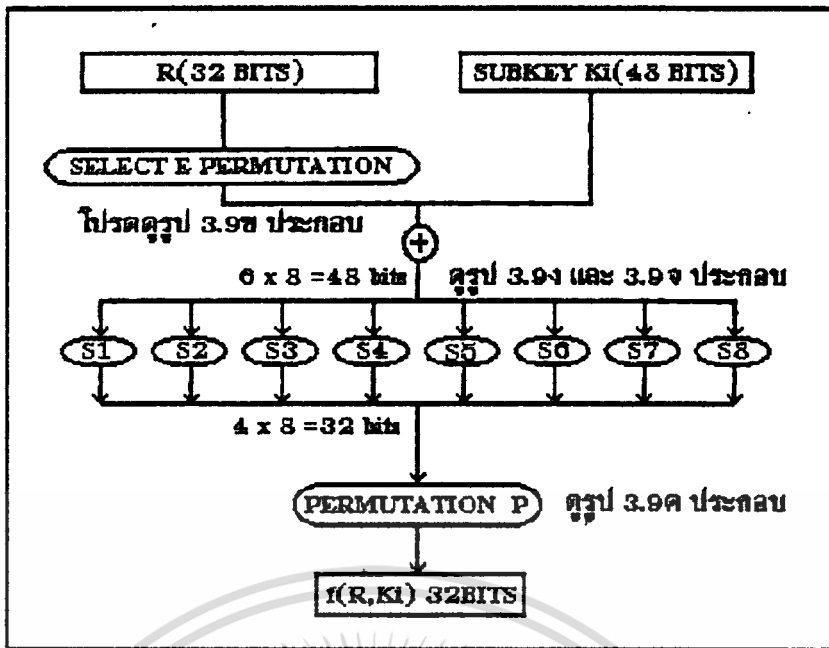 R(32 BITS)
SUBKEY Ki(48 BITS)
SELECT E PERMUTATION
โปรดดูรูป 3.9ข ประกอบ
+
6 x 8 =48 bits
ดูรูป 3.9ง และ 3.9จ ประกอบ
S1 S2 S3 S4 S5 S6 S7 S8
4 x 8 =32 bits
PERMUTATION P
ดูรูป 3.9ค ประกอบ
f(R,Ki) 32BITS